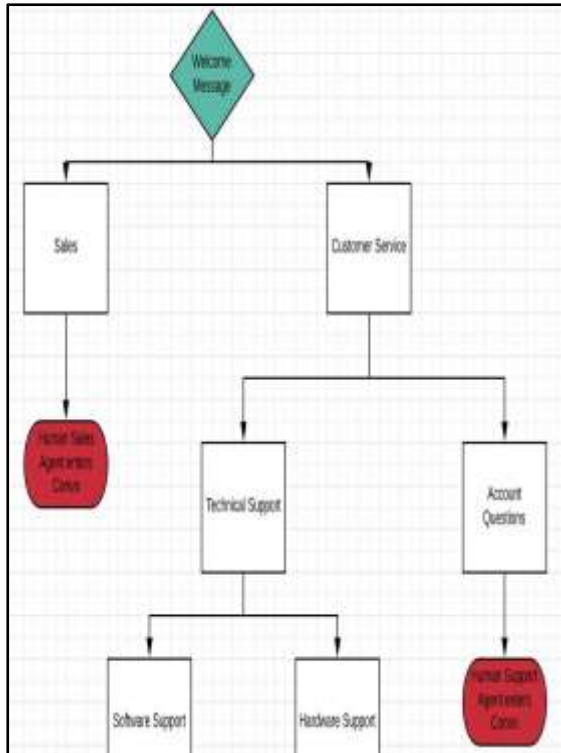 Welcome
Message
Sales
Customer Service
Human Sales
Agent enters
Convo
Technical Support
Account
Questions
Software Support
Hardware Support
Human Support
Agent enters
Convo